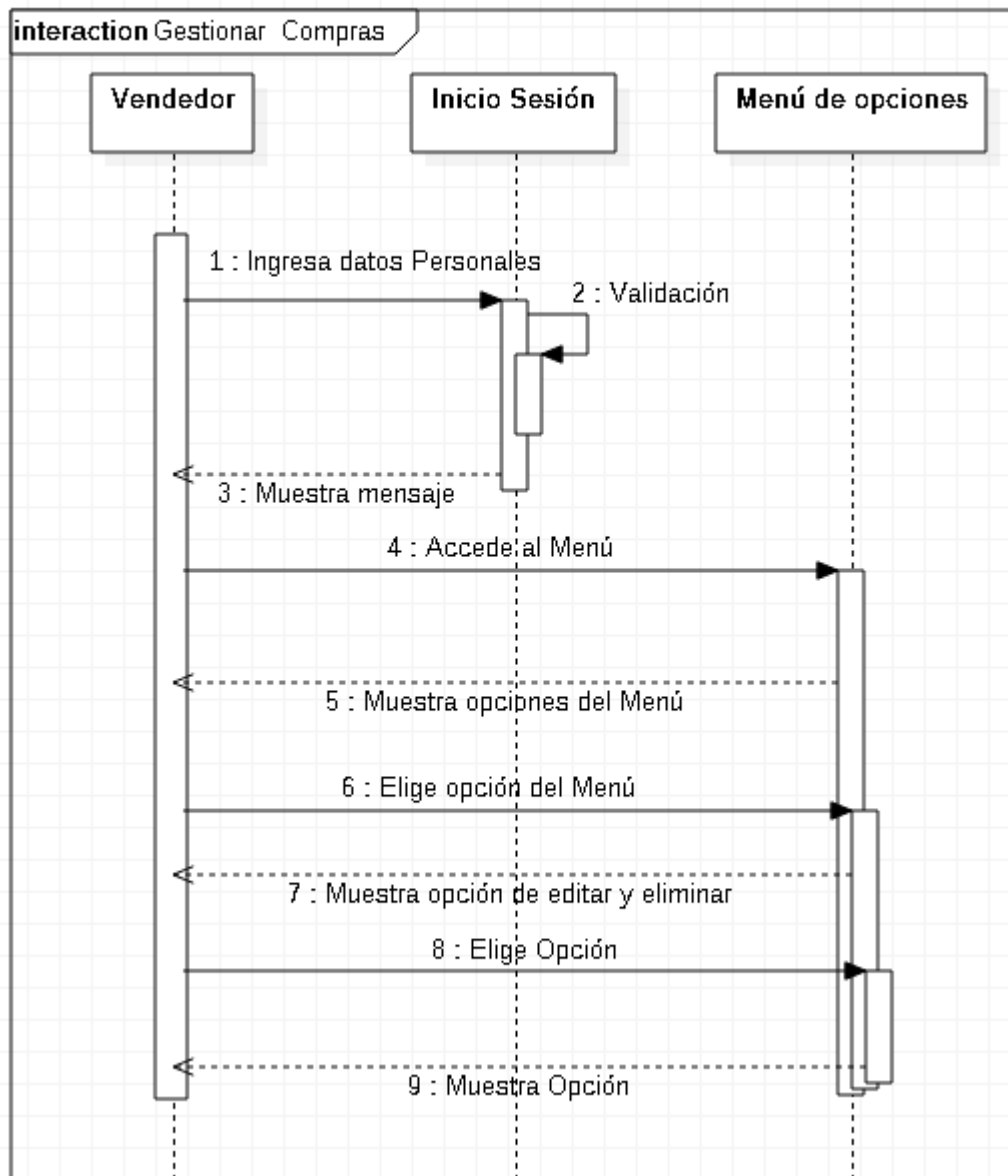 interaction Gestionar Compras
Vendedor
Inicio Sesión
Menú de opciones
1 : Ingresa datos Personales
2 : Validación
3 : Muestra mensaje
4 : Accede al Menú
5 : Muestra opciones del Menú
6 : Elige opción del Menú
7 : Muestra opción de editar y eliminar
8 : Elige Opción
9 : Muestra Opción